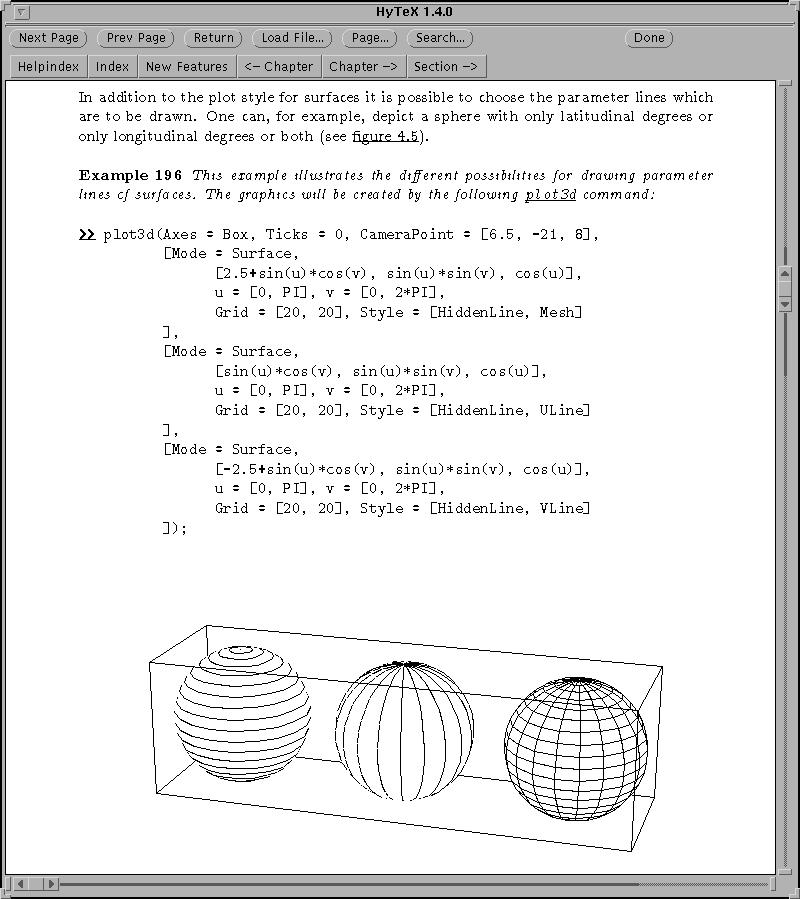 HyTeX 1.4.0
Next Page Prev Page Return Load File... Page... Search... Done
Helpindex Index New Features <- Chapter Chapter -> Section ->
In addition to the plot style for surfaces it is possible to choose the parameter lines which
are to be drawn. One can, for example, depict a sphere with only latitudinal degrees or
only longitudinal degrees or both (see figure 4.5).
Example 196 This example illustrates the different possibilities for drawing parameter
lines of surfaces. The graphics will be created by the following plot3d command:
>> plot3d(Axes = Box, Ticks = 0, CameraPoint = [6.5, -21, 8],
[Mode = Surface,
[2.5+sin(u)*cos(v), sin(u)*sin(v), cos(u)],
u = [0, PI], v = [0, 2*PI],
Grid = [20, 20], Style = [HiddenLine, Mesh]
],
[Mode = Surface,
[sin(u)*cos(v), sin(u)*sin(v), cos(u)],
u = [0, PI], v = [0, 2*PI],
Grid = [20, 20], Style = [HiddenLine, ULine]
],
[Mode = Surface,
[-2.5+sin(u)*cos(v), sin(u)*sin(v), cos(u)],
u = [0, PI], v = [0, 2*PI],
Grid = [20, 20], Style = [HiddenLine, VLine]
]);